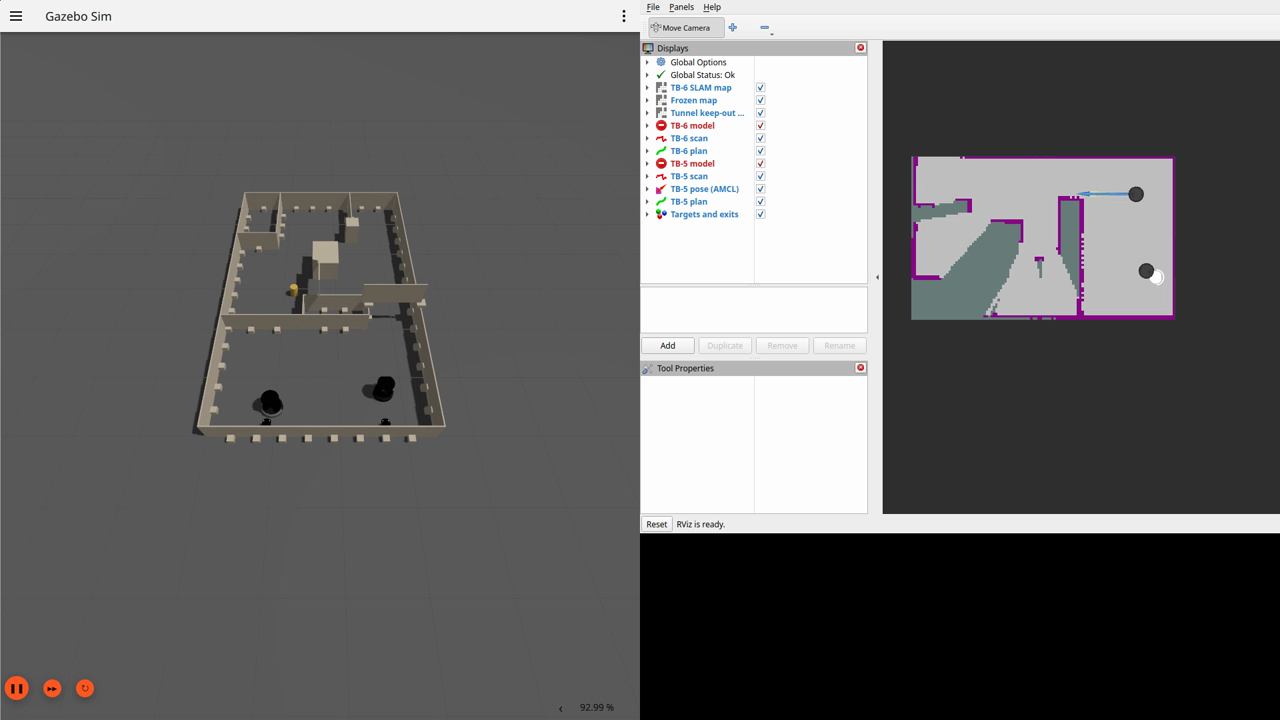 Gazebo Sim
92.99 %
File Panels Help
Move Camera
Displays
Global Options
Global Status: Ok
TB-6 SLAM map
Frozen map
Tunnel keep-out ...
TB-6 model
TB-6 scan
TB-6 plan
TB-5 model
TB-5 scan
TB-5 pose (AMCL)
TB-5 plan
Targets and exits
Add Duplicate Remove Rename
Tool Properties
Reset RViz is ready.